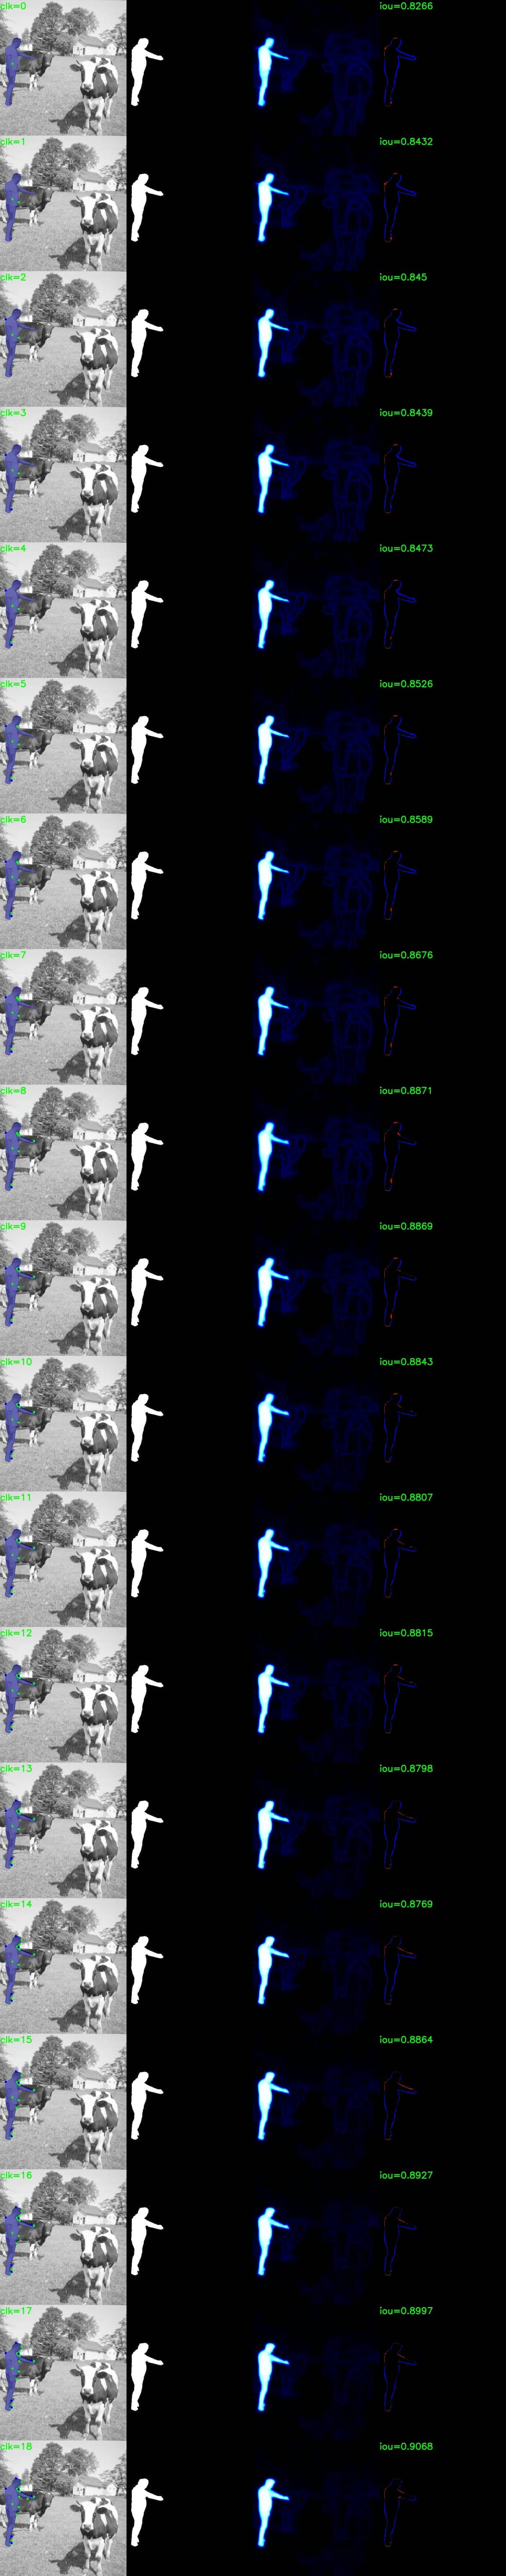 clk=0 iou=0.8266
clk=1 iou=0.8432
clk=2 iou=0.845
clk=3 iou=0.8439
clk=4 iou=0.8473
clk=5 iou=0.8526
clk=6 iou=0.8589
clk=7 iou=0.8676
clk=8 iou=0.8871
clk=9 iou=0.8869
clk=10 iou=0.8843
clk=11 iou=0.8807
clk=12 iou=0.8815
clk=13 iou=0.8798
clk=14 iou=0.8769
clk=15 iou=0.8864
clk=16 iou=0.8927
clk=17 iou=0.8997
clk=18 iou=0.9068